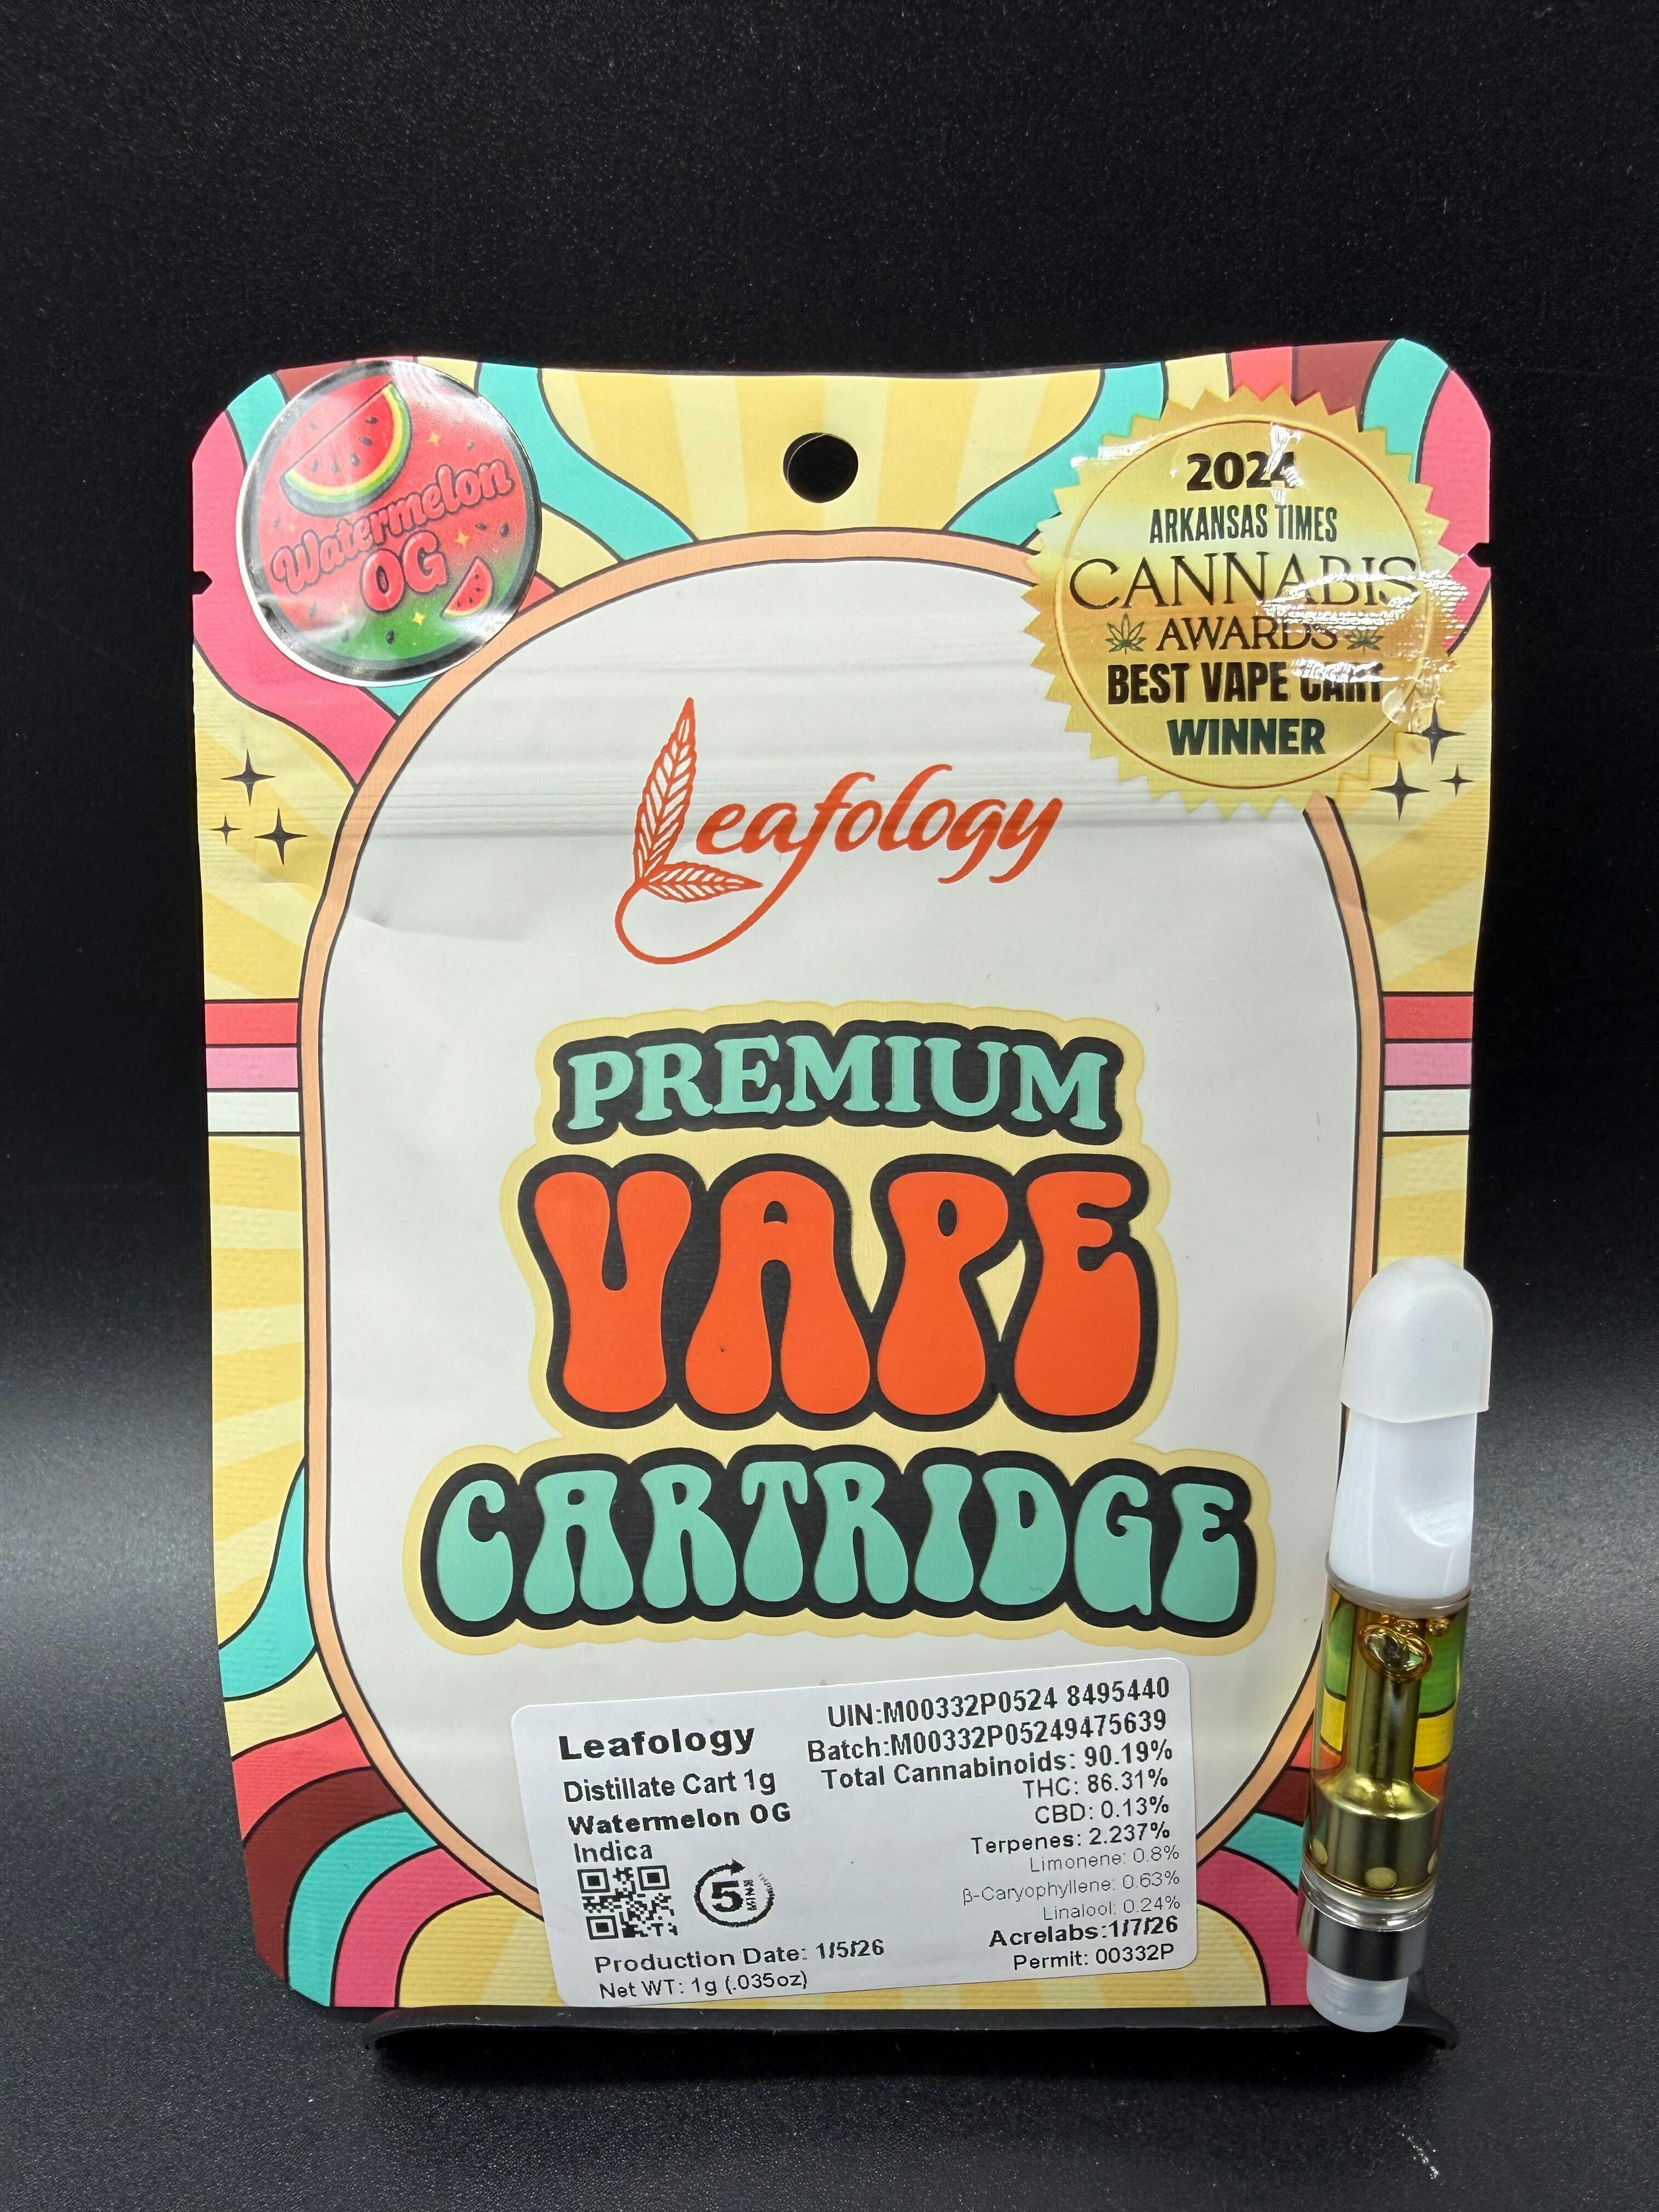 Watermelon
OG
2024
ARKANSAS TIMES
CANNABIS
AWARDS
BEST VAPE CART
WINNER
Leafology
PREMIUM
VAPE
CARTRIDGE
Leafology
Distillate Cart 1g
Watermelon OG
Indica
5
Production Date: 1/5/26
Net WT: 1g (.035oz)
UIN:M00332P0524 8495440
Batch:M00332P05249475639
Total Cannabinoids: 90.19%
THC: 86.31%
CBD: 0.13%
Terpenes: 2.237%
Limonene: 0.8%
β-Caryophyllene: 0.63%
Linalool: 0.24%
Acrelabs:1/7/26
Permit: 00332P